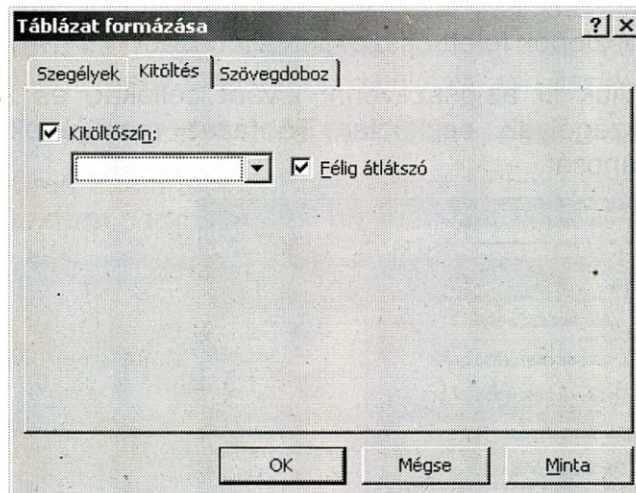 Táblázat formázása
Szegélyek Kitöltés Szövegdoboz
Kitöltőszín:
Félig átlátszó
OK Mégse Minta